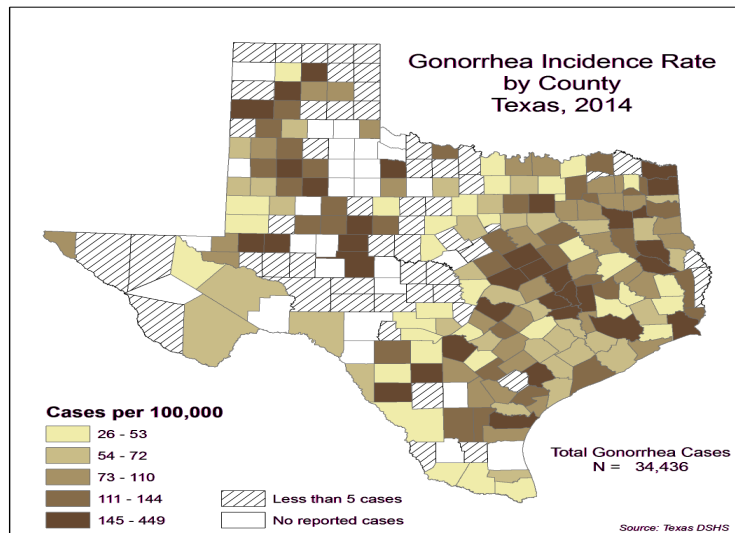 Gonorrhea Incidence Rate
by County
Texas, 2014
Cases per 100,000
26 - 53
54 - 72
73 - 110
111 - 144
145 - 449
Less than 5 cases
No reported cases
Total Gonorrhea Cases
N = 34,436
Source: Texas DSHS